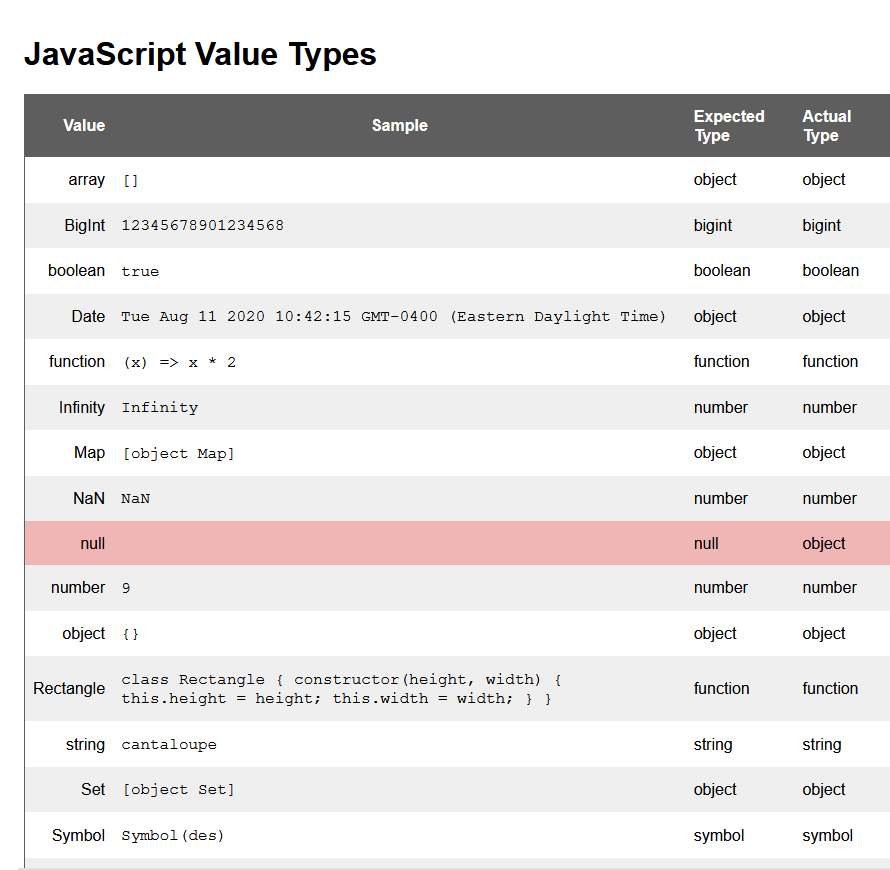 JavaScript Value Types
Value Sample Expected Type Actual Type
array [] object object
BigInt 12345678901234568 bigint bigint
boolean true boolean boolean
Date Tue Aug 11 2020 10:42:15 GMT-0400 (Eastern Daylight Time) object object
function (x) => x * 2 function function
Infinity Infinity number number
Map [object Map] object object
NaN NaN number number
null null object
number 9 number number
object {} object object
Rectangle class Rectangle { constructor(height, width) {
this.height = height; this.width = width; } } function function
string cantaloupe string string
Set [object Set] object object
Symbol Symbol(des) symbol symbol